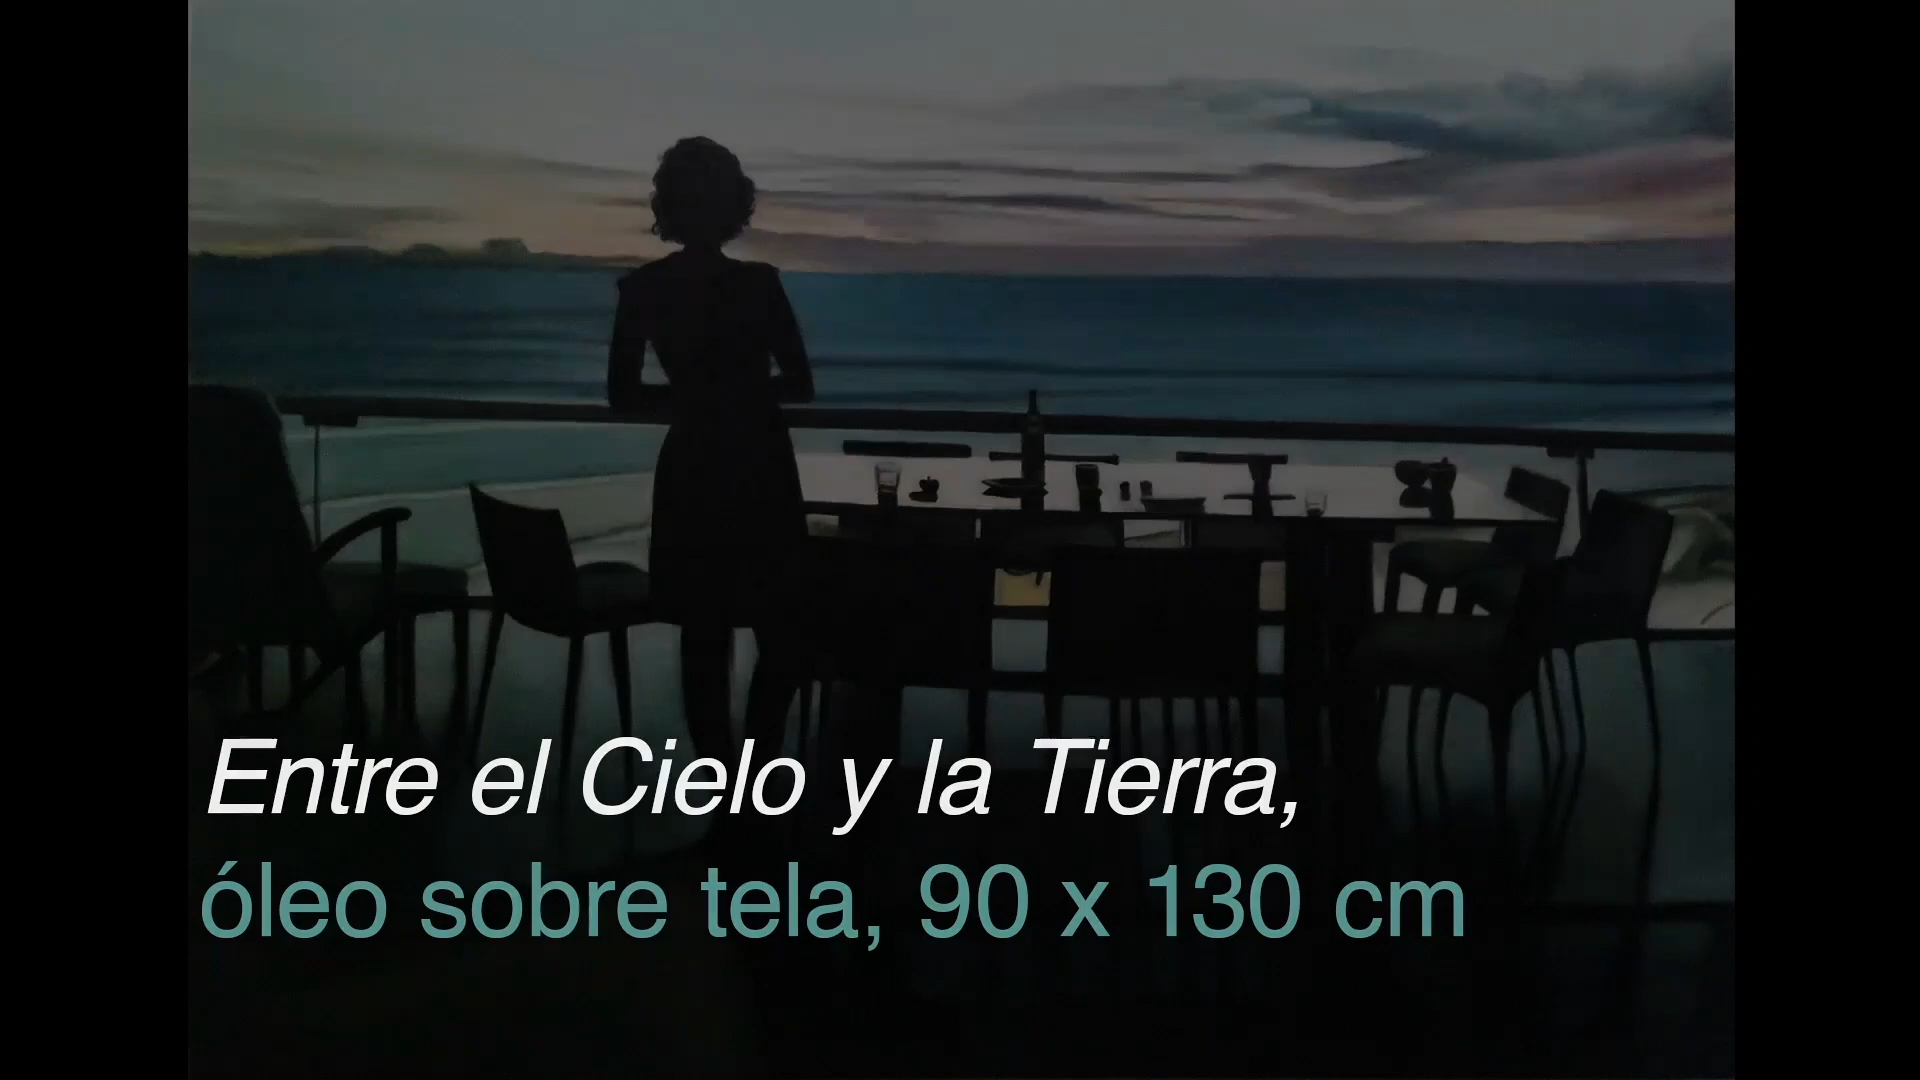 Entre el Cielo y la Tierra,
óleo sobre tela, 90 x 130 cm